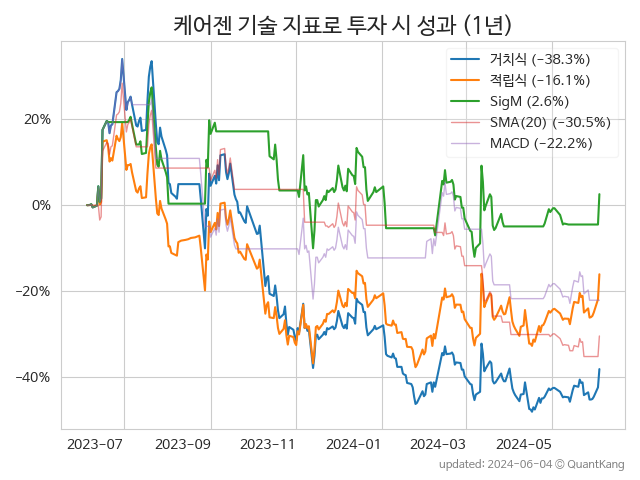 케어젠 기술 지표로 투자 시 성과 (1년)
거치식 (−38.3%)
적립식 (−16.1%)
SigM (2.6%)
SMA(20) (−30.5%)
MACD (−22.2%)
20%
0%
−20%
−40%
2023-07 2023-09 2023-11 2024-01 2024-03 2024-05
updated: 2024-06-04 © QuantKang